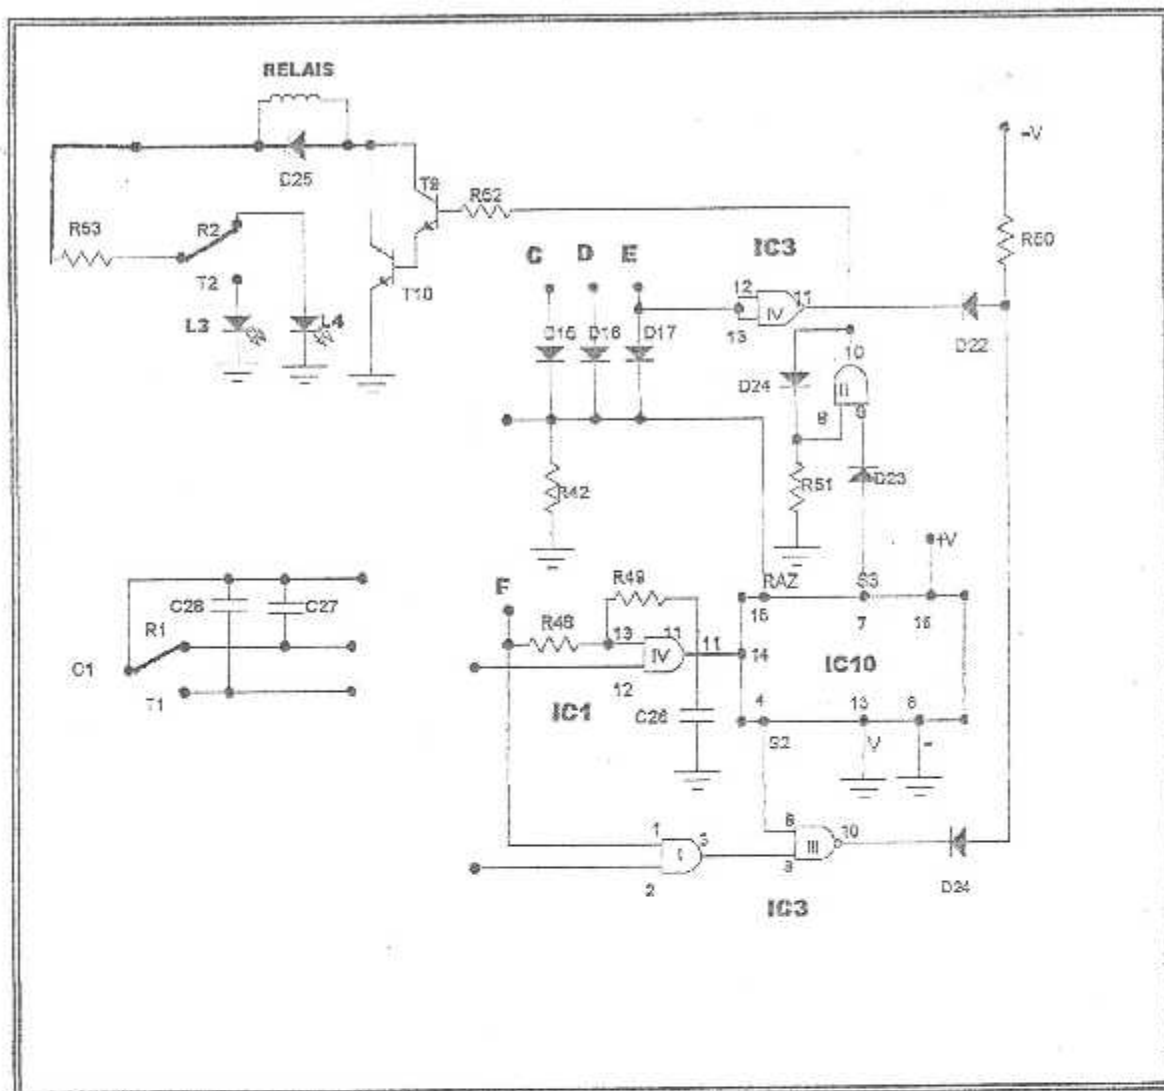 RELAIS
-V
D25
T9
R52
R53
R2
C D E
IC3
R50
T2
T10
12
11
IV
13
L3
L4
D15
D16
D17
D22
10
D24
II
8
9
R51
D23
R42
+V
F
R49
RAZ
S3
C28
C27
15
7
16
R1
R48
13
11
11
IV
14
IC10
C1
12
T1
IC1
C26
4
13
8
S2
V
-
1
3
8
10
I
III
9
2
D24
IC3